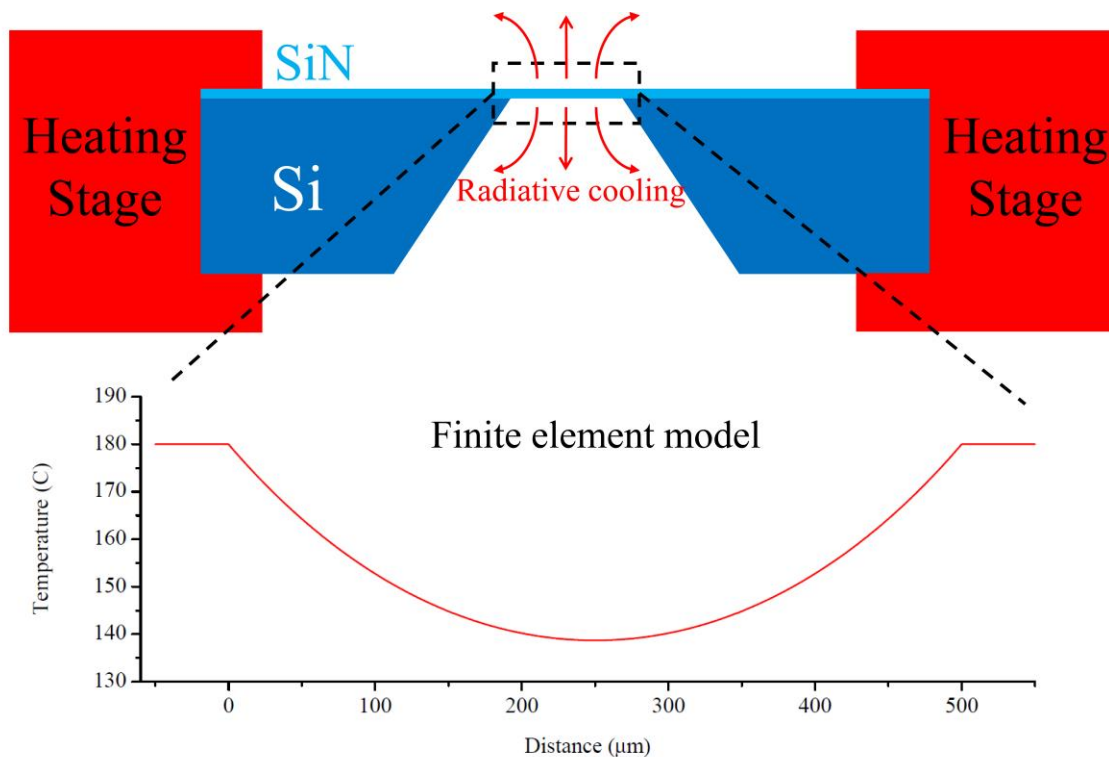 SiN
Heating
Stage
Si
Radiative cooling
Heating
Stage
Finite element model
Temperature (C)
190
180
170
160
150
140
130
0
100
200
300
400
500
Distance (μm)